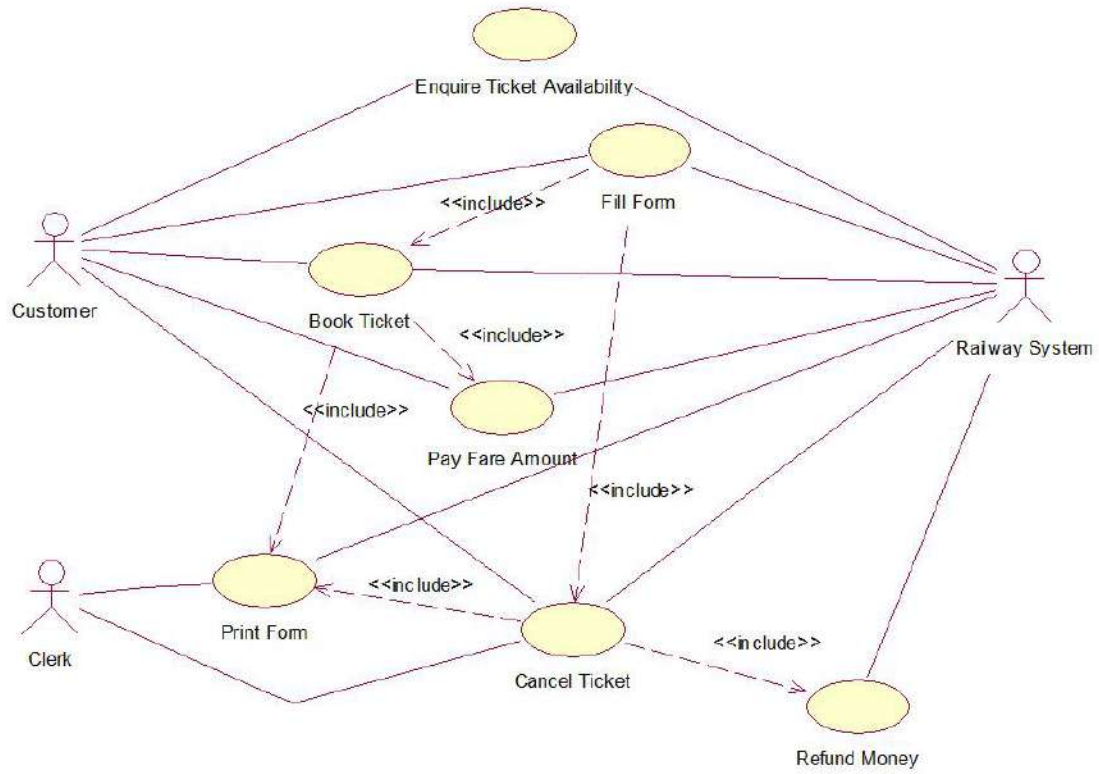 Enquire Ticket Availability
<<include>>
Fill Form
Customer
Book Ticket
<<include>>
Railway System
<<include>>
Pay Fare Amount
<<include>>
<<include>>
Print Form
Clerk
<<include>>
Cancel Ticket
Refund Money